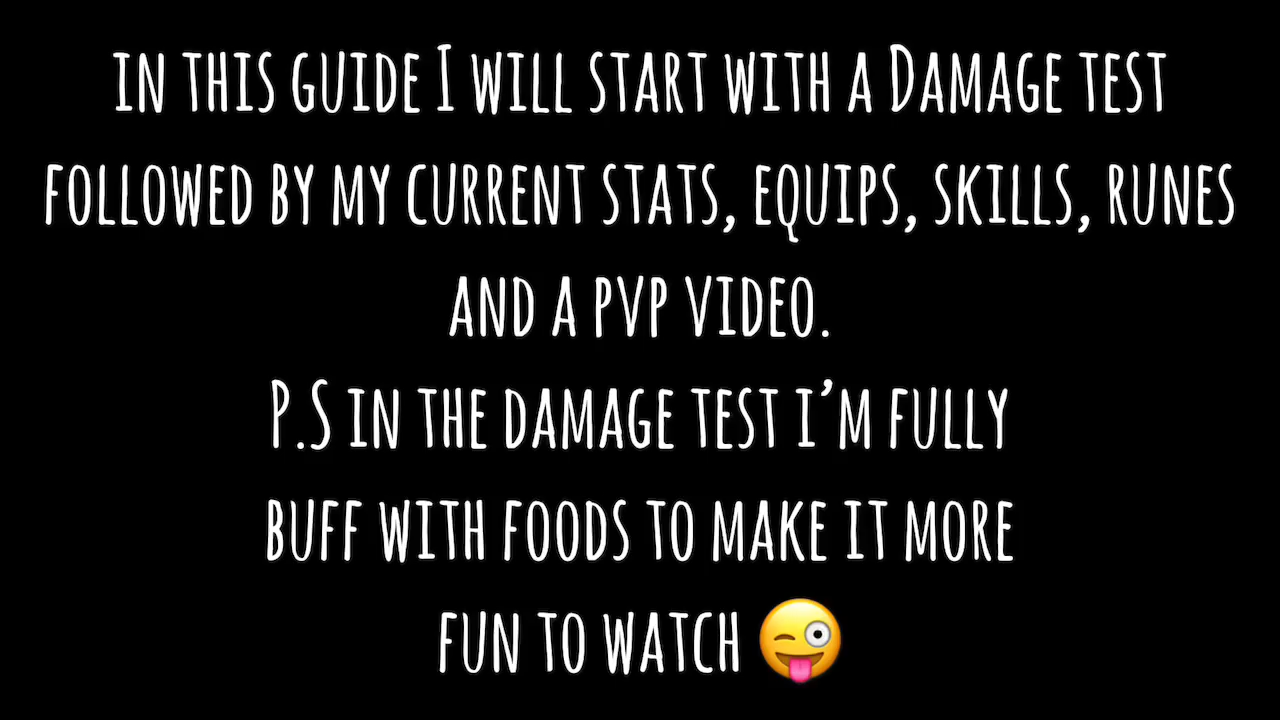 in this guide I will start with a Damage test
followed by my current stats, equips, skills, runes
and a pvp video.
P.S in the damage test i’m fully
buff with foods to make it more
fun to watch 😜